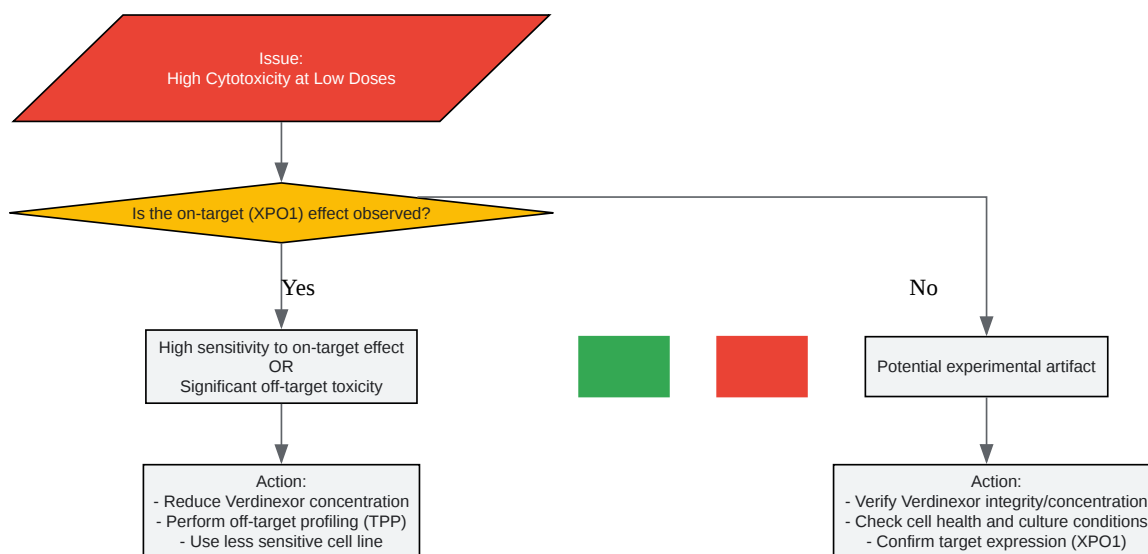 Issue:
High Cytotoxicity at Low Doses
Is the on-target (XPO1) effect observed?
Yes
No
High sensitivity to on-target effect
OR
Significant off-target toxicity
Potential experimental artifact
Action:
- Reduce Verdinexor concentration
- Perform off-target profiling (TPP)
- Use less sensitive cell line
Action:
- Verify Verdinexor integrity/concentration
- Check cell health and culture conditions
- Confirm target expression (XPO1)